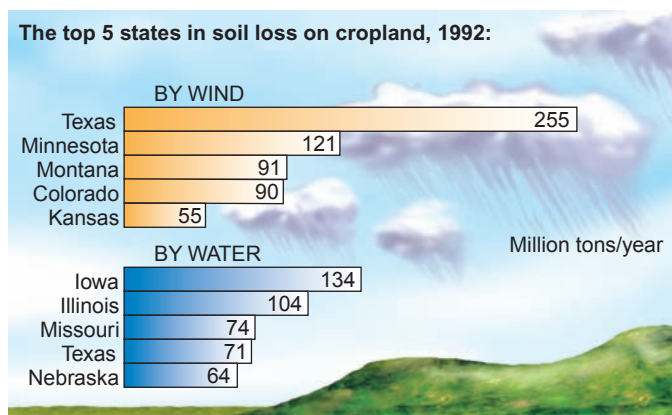 The top 5 states in soil loss on cropland, 1992:
BY WIND
Texas 255
Minnesota 121
Montana 91
Colorado 90
Kansas 55
Million tons/year
BY WATER
Iowa 134
Illinois 104
Missouri 74
Texas 71
Nebraska 64